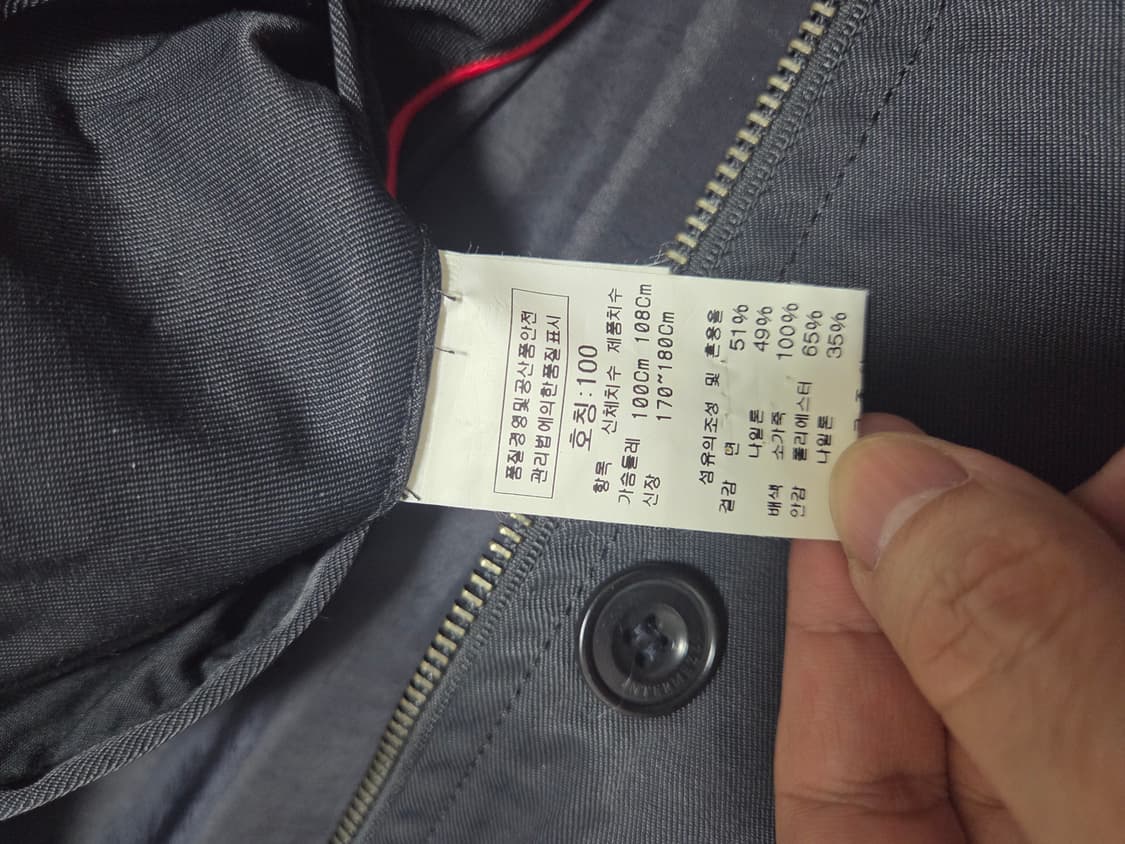 품질경영및공산품안전
관리법에의한품질표시
호칭:100
항목 신체치수 제품치수
가슴둘레 100Cm 108Cm
신장 170~180Cm
섬유의조성 및 혼용율
겉감 면 51%
나일론 49%
배색 소가죽 100%
안감 폴리에스터 65%
나일론 35%